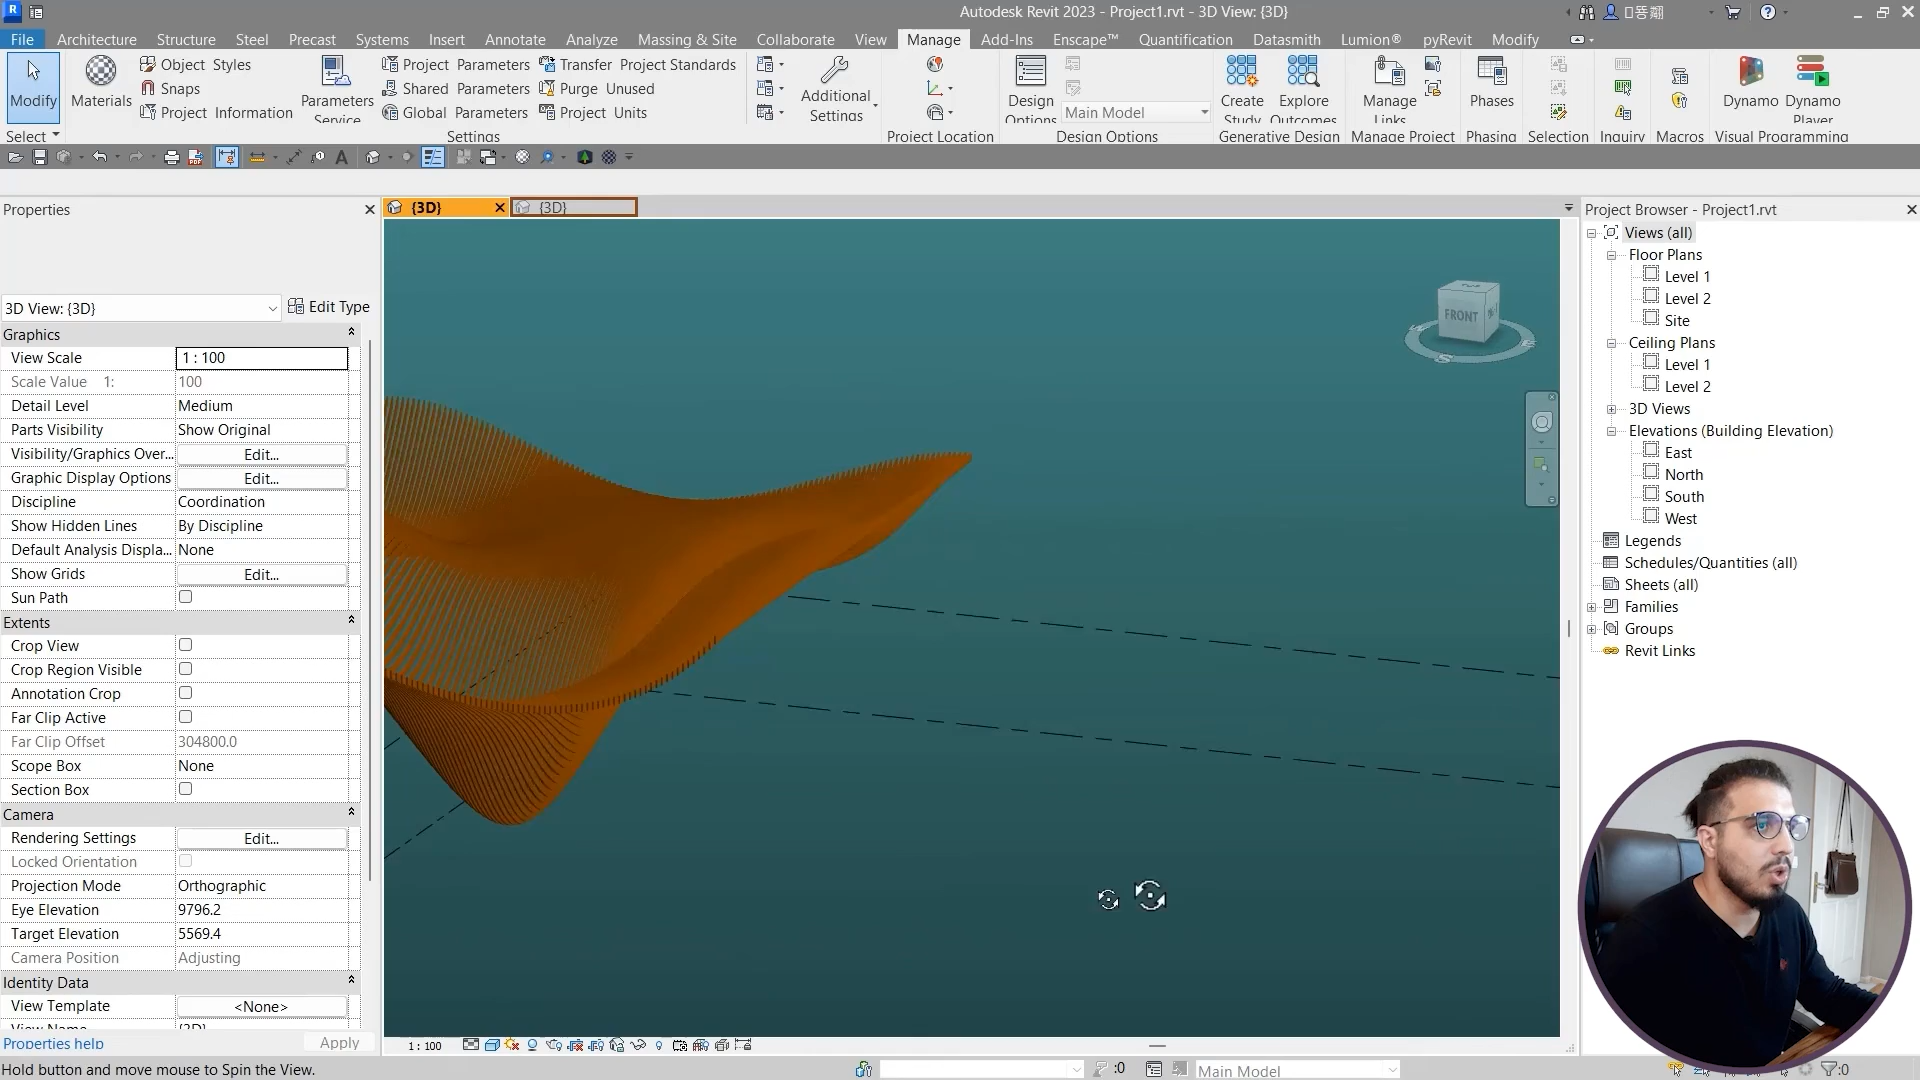 Autodesk Revit 2023 - Project1.rvt - 3D View: {3D}
File Architecture Structure Steel Precast Systems Insert Annotate Analyze Massing & Site Collaborate View Manage Add-Ins Enscape™ Quantification Datasmith Lumion® pyRevit Modify
Modify
Materials
Object Styles
Snaps
Project Information
Parameters
Service
Project Parameters
Shared Parameters
Global Parameters
Transfer Project Standards
Purge Unused
Project Units
Additional
Settings
Design
Options
Main Model
Create
Study
Explore
Outcomes
Manage
Links
Phases
Dynamo
Dynamo
Player
Select
Settings
Project Location
Design Options
Generative Design
Manage Project
Phasing
Selection
Inquiry
Macros
Visual Programming
Properties
{3D}
{3D}
Project Browser - Project1.rvt
3D View: {3D}
Edit Type
Graphics
View Scale 1 : 100
Scale Value 1: 100
Detail Level Medium
Parts Visibility Show Original
Visibility/Graphics Over... Edit...
Graphic Display Options Edit...
Discipline Coordination
Show Hidden Lines By Discipline
Default Analysis Displa... None
Show Grids Edit...
Sun Path
Extents
Crop View
Crop Region Visible
Annotation Crop
Far Clip Active
Far Clip Offset 304800.0
Scope Box None
Section Box
Camera
Rendering Settings Edit...
Locked Orientation
Projection Mode Orthographic
Eye Elevation 9796.2
Target Elevation 5569.4
Camera Position Adjusting
Identity Data
View Template <None>
View Name {3D}
Properties help
Apply
FRONT
Views (all)
Floor Plans
Level 1
Level 2
Site
Ceiling Plans
Level 1
Level 2
3D Views
Elevations (Building Elevation)
East
North
South
West
Legends
Schedules/Quantities (all)
Sheets (all)
Families
Groups
Revit Links
1 : 100
Hold button and move mouse to Spin the View.
:0
Main Model
:0